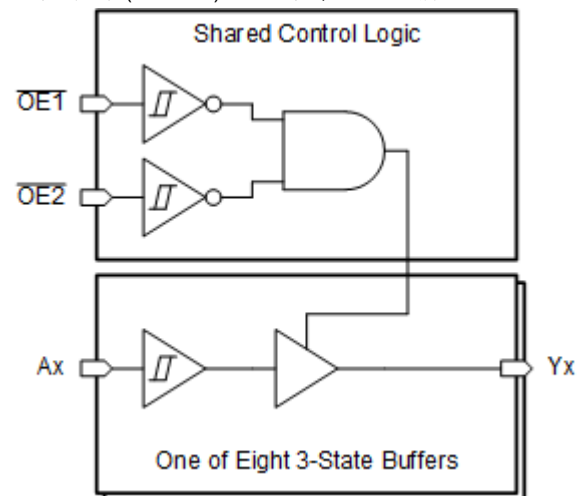 Shared Control Logic
OE1
OE2
Ax
Yx
One of Eight 3-State Buffers